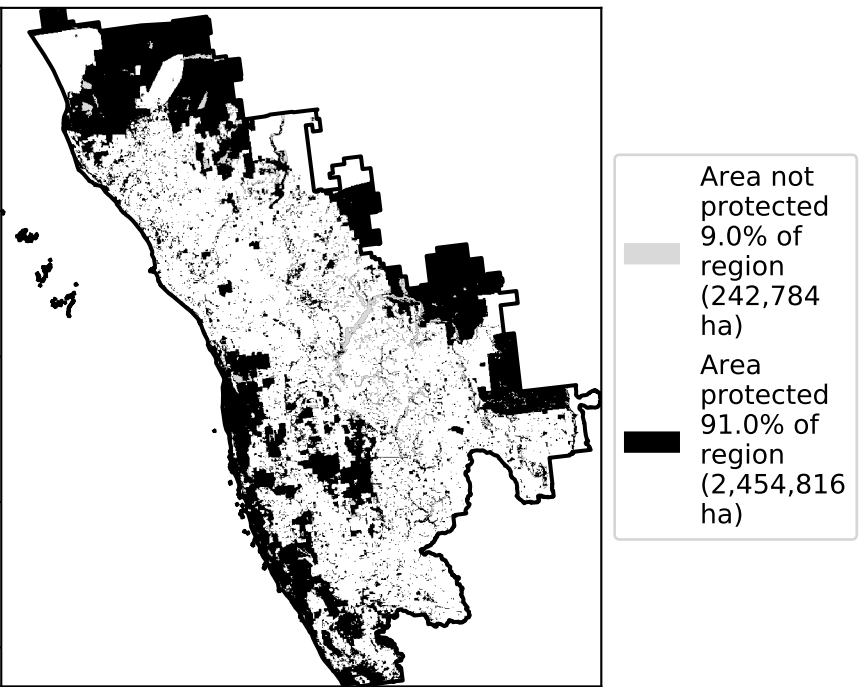 Area not
protected
9.0% of
region
(242,784
ha)
Area
protected
91.0% of
region
(2,454,816
ha)